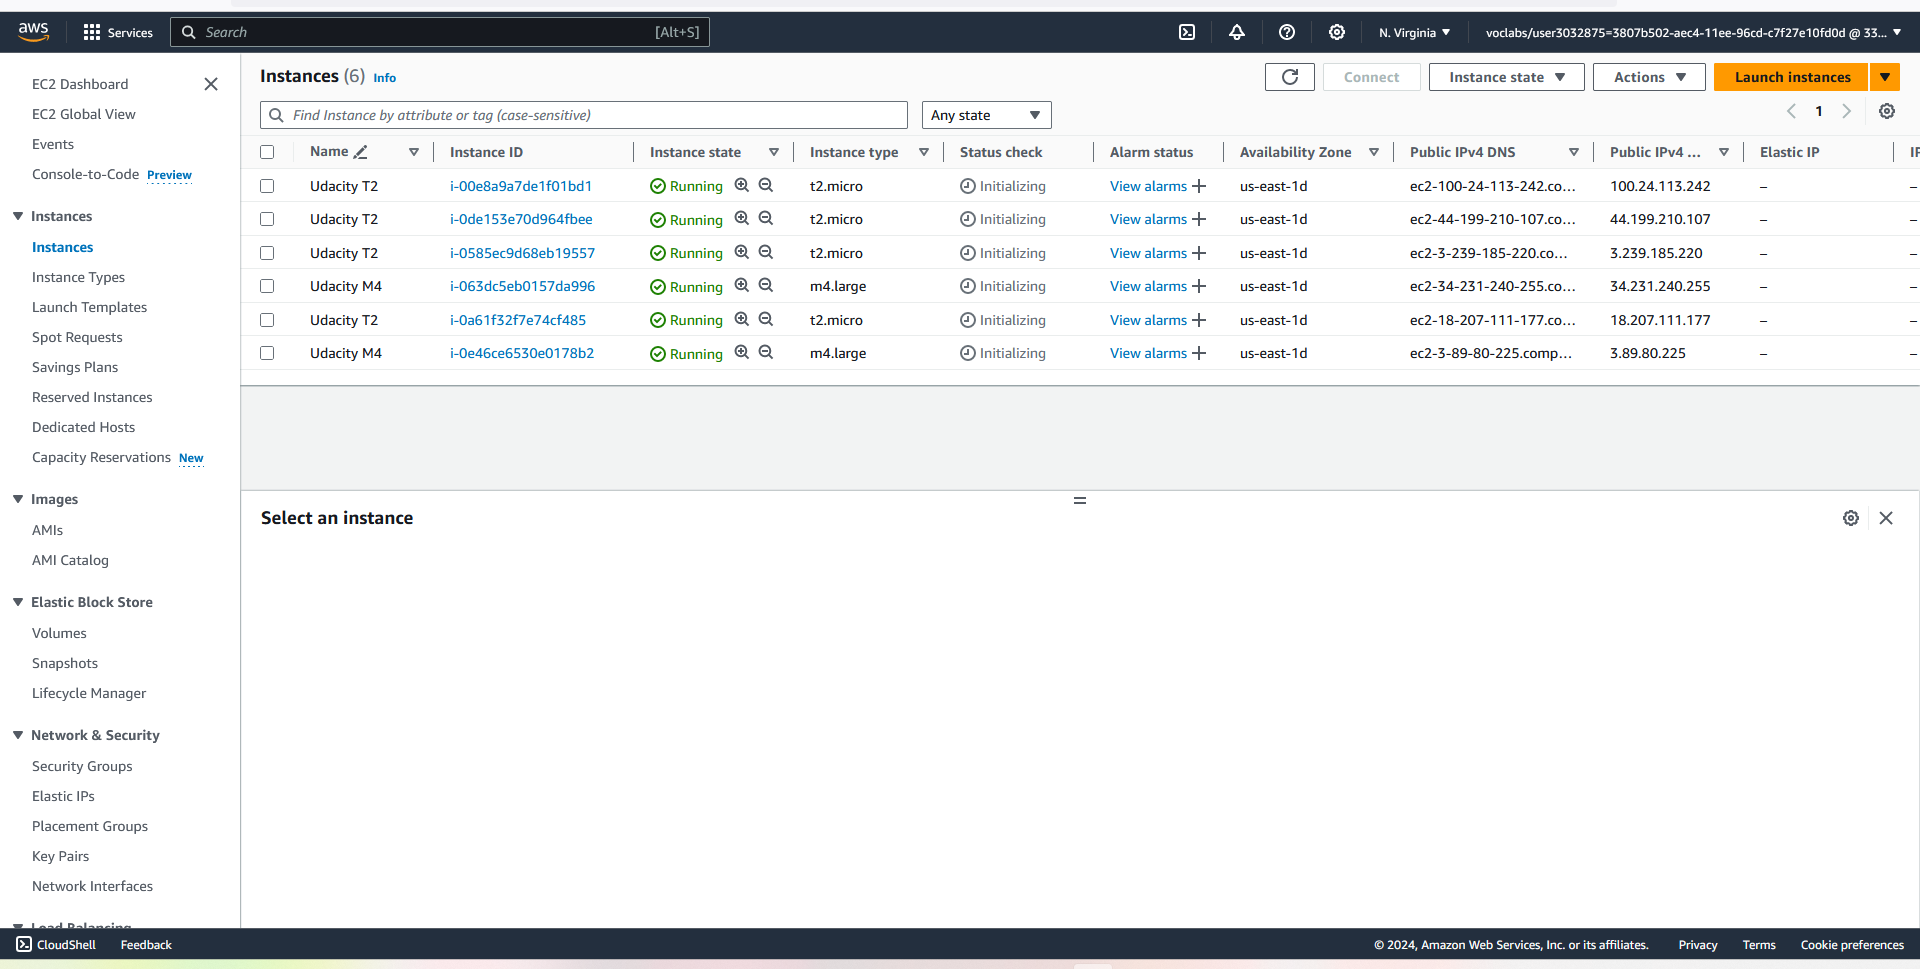 aws Services Search [Alt+S] N. Virginia voclabs/user3032875=3807b502-aec4-11ee-96cd-c7f27e10fd0d @ 33...
EC2 Dashboard
EC2 Global View
Events
Console-to-Code Preview
Instances
Instances
Instance Types
Launch Templates
Spot Requests
Savings Plans
Reserved Instances
Dedicated Hosts
Capacity Reservations New
Images
AMIs
AMI Catalog
Elastic Block Store
Volumes
Snapshots
Lifecycle Manager
Network & Security
Security Groups
Elastic IPs
Placement Groups
Key Pairs
Network Interfaces
Load Balancing
Instances (6) Info Connect Instance state Actions Launch instances
Find Instance by attribute or tag (case-sensitive) Any state 1
Name Instance ID Instance state Instance type Status check Alarm status Availability Zone Public IPv4 DNS Public IPv4 ... Elastic IP
Udacity T2 i-00e8a9a7de1f01bd1 Running t2.micro Initializing View alarms + us-east-1d ec2-100-24-113-242.co... 100.24.113.242 – –
Udacity T2 i-0de153e70d964fbee Running t2.micro Initializing View alarms + us-east-1d ec2-44-199-210-107.co... 44.199.210.107 – –
Udacity T2 i-0585ec9d68eb19557 Running t2.micro Initializing View alarms + us-east-1d ec2-3-239-185-220.co... 3.239.185.220 – –
Udacity M4 i-063dc5eb0157da996 Running m4.large Initializing View alarms + us-east-1d ec2-34-231-240-255.co... 34.231.240.255 – –
Udacity T2 i-0a61f32f7e74cf485 Running t2.micro Initializing View alarms + us-east-1d ec2-18-207-111-177.co... 18.207.111.177 – –
Udacity M4 i-0e46ce6530e0178b2 Running m4.large Initializing View alarms + us-east-1d ec2-3-89-80-225.comp... 3.89.80.225 – –
Select an instance
CloudShell Feedback © 2024, Amazon Web Services, Inc. or its affiliates. Privacy Terms Cookie preferences